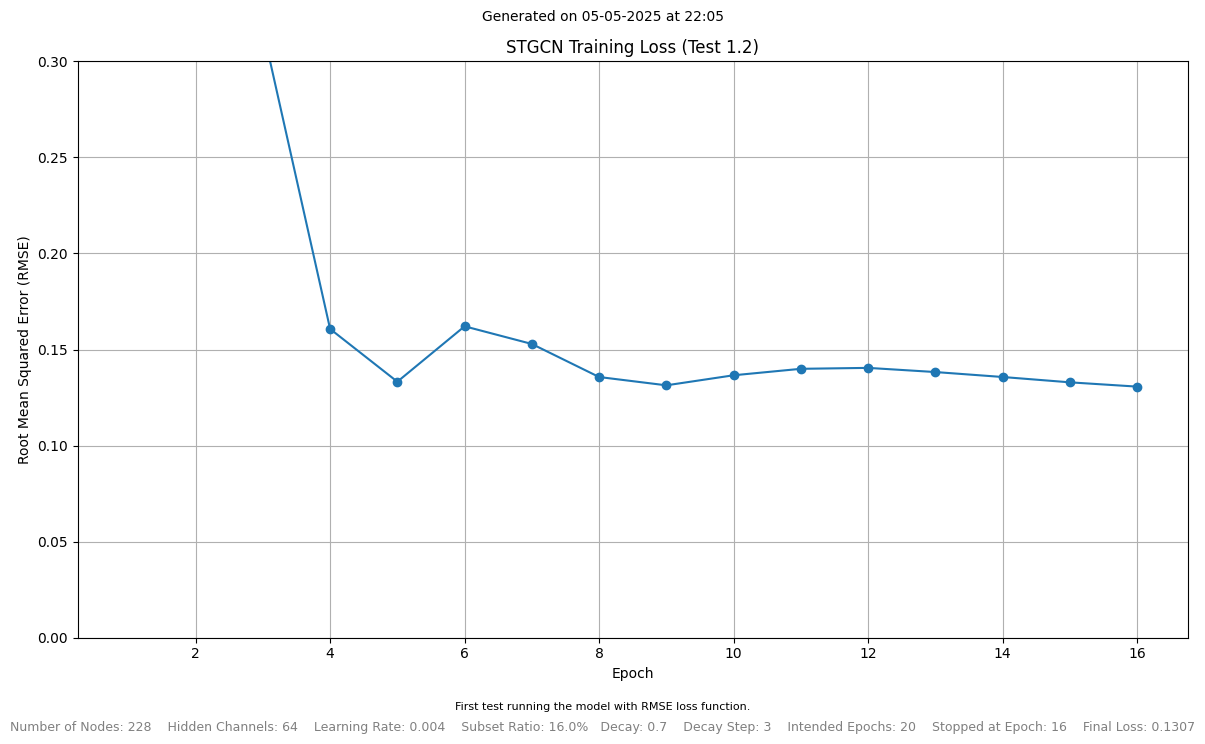 Generated on 05-05-2025 at 22:05
STGCN Training Loss (Test 1.2)
Root Mean Squared Error (RMSE)
0.30
0.25
0.20
0.15
0.10
0.05
0.00
2 4 6 8 10 12 14 16
Epoch
First test running the model with RMSE loss function.
Number of Nodes: 228 Hidden Channels: 64 Learning Rate: 0.004 Subset Ratio: 16.0% Decay: 0.7 Decay Step: 3 Intended Epochs: 20 Stopped at Epoch: 16 Final Loss: 0.1307